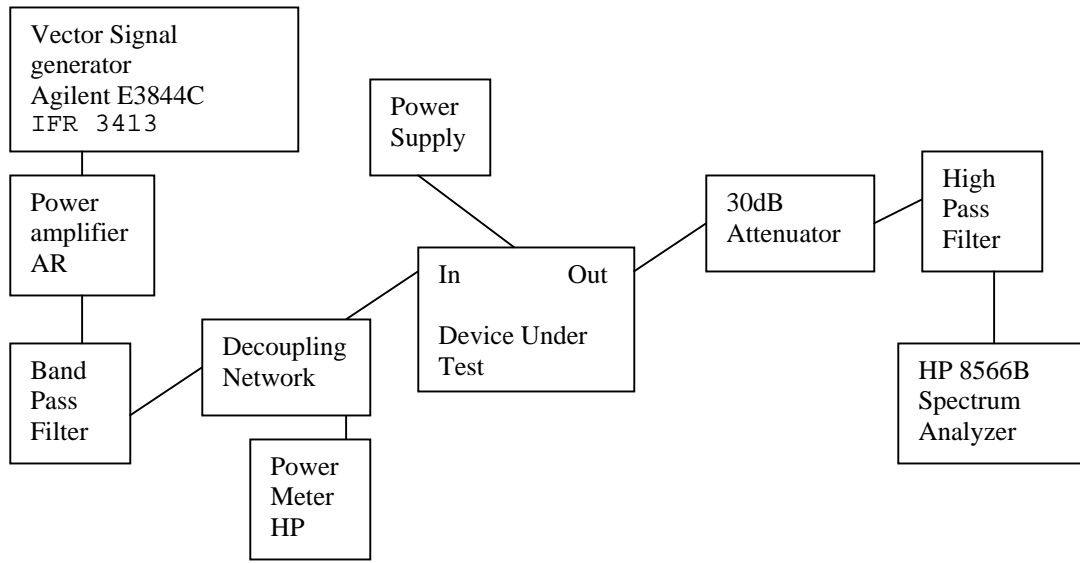 Vector Signal
generator
Agilent E3844C
IFR 3413
Power
Supply
Power
amplifier
AR
30dB
Attenuator
High
Pass
Filter
In Out
Device Under
Test
Decoupling
Network
Band
Pass
Filter
HP 8566B
Spectrum
Analyzer
Power
Meter
HP